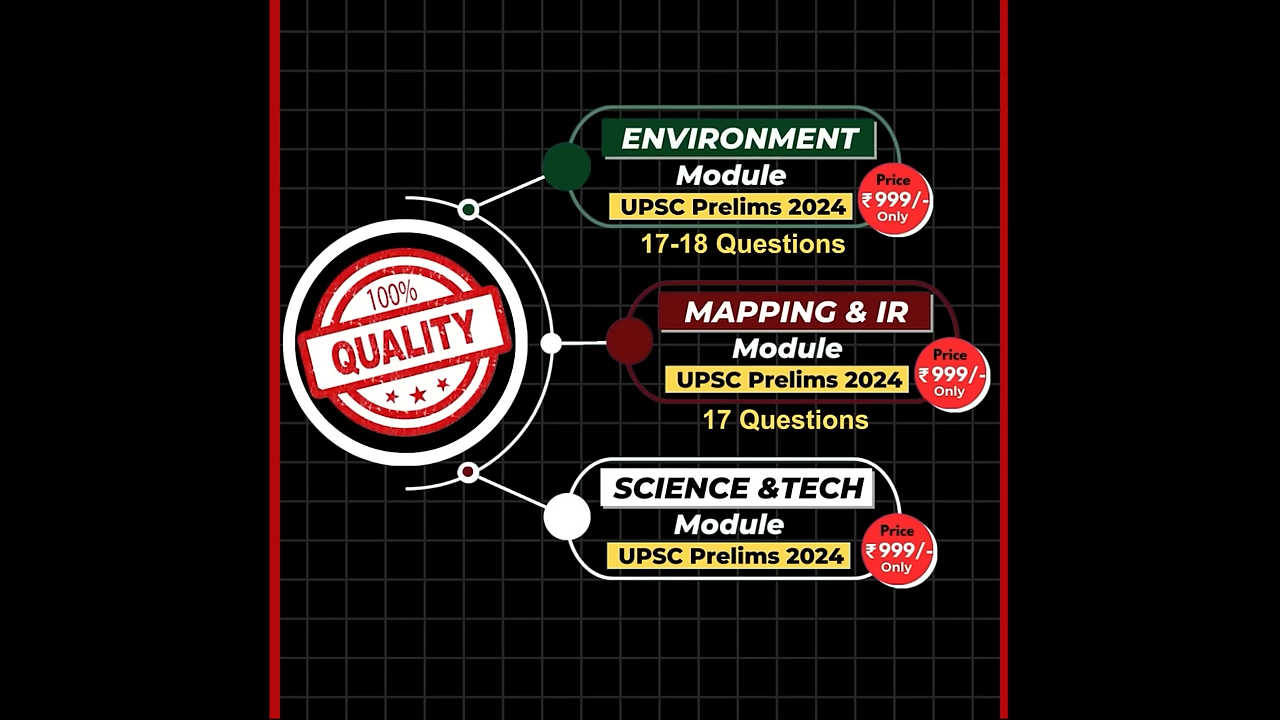 100%
QUALITY
ENVIRONMENT
Module
UPSC Prelims 2024
Price
₹999/-
Only
17-18 Questions
MAPPING & IR
Module
UPSC Prelims 2024
Price
₹999/-
Only
17 Questions
SCIENCE &TECH
Module
UPSC Prelims 2024
Price
₹999/-
Only